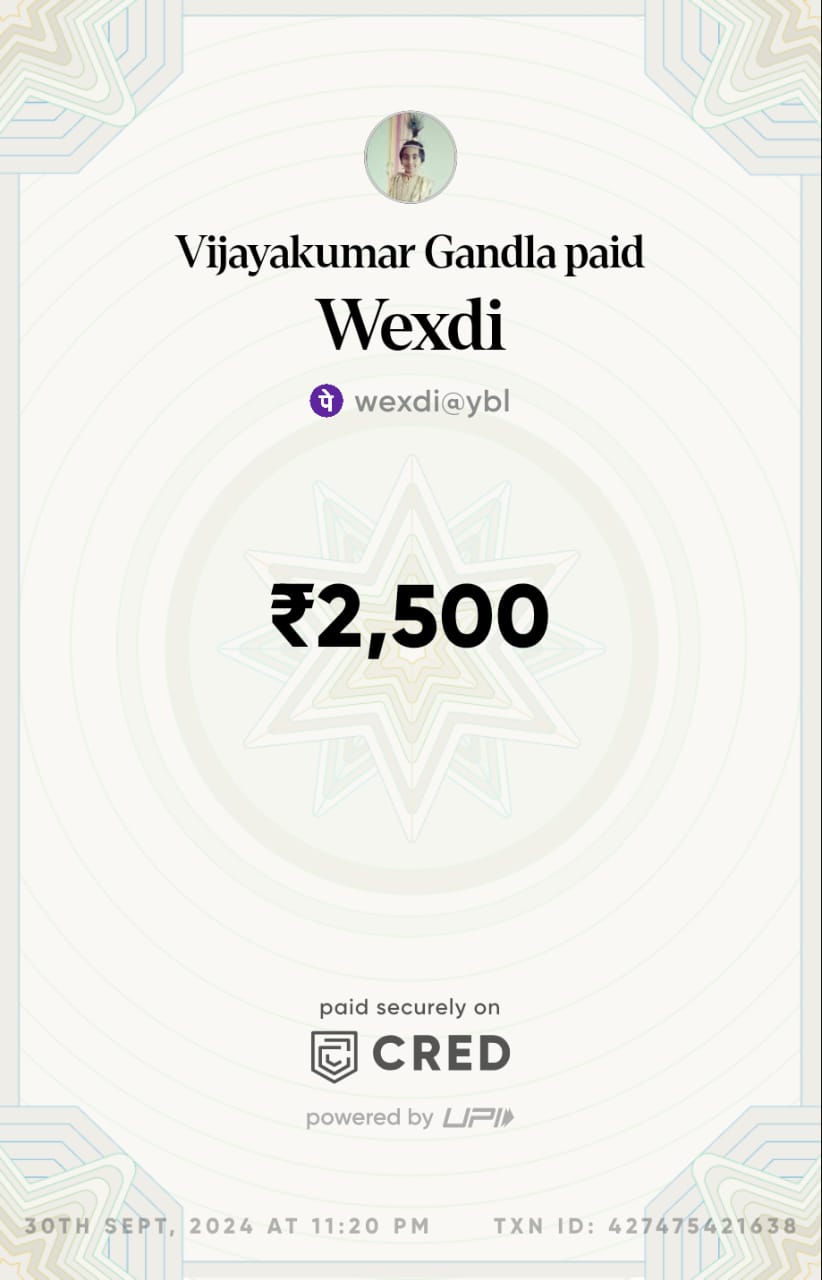 Vijayakumar Gandla paid
Wexdi
पे wexdi@ybl
₹2,500
paid securely on
CRED
powered by UPI
30TH SEPT, 2024 AT 11:20 PM TXN ID: 427475421638